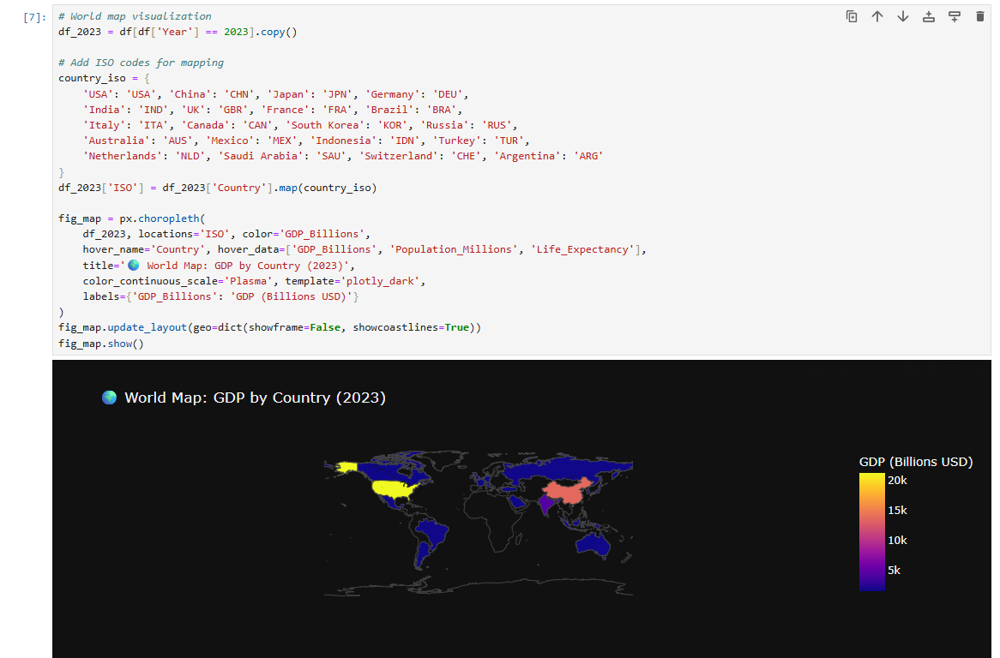 [7]:
# World map visualization
df_2023 = df[df['Year'] == 2023].copy()
# Add ISO codes for mapping
country_iso = {
    'USA': 'USA', 'China': 'CHN', 'Japan': 'JPN', 'Germany': 'DEU',
    'India': 'IND', 'UK': 'GBR', 'France': 'FRA', 'Brazil': 'BRA',
    'Italy': 'ITA', 'Canada': 'CAN', 'South Korea': 'KOR', 'Russia': 'RUS',
    'Australia': 'AUS', 'Mexico': 'MEX', 'Indonesia': 'IDN', 'Turkey': 'TUR',
    'Netherlands': 'NLD', 'Saudi Arabia': 'SAU', 'Switzerland': 'CHE', 'Argentina': 'ARG'
}
df_2023['ISO'] = df_2023['Country'].map(country_iso)
fig_map = px.choropleth(
    df_2023, locations='ISO', color='GDP_Billions',
    hover_name='Country', hover_data=['GDP_Billions', 'Population_Millions', 'Life_Expectancy'],
    title='🌍 World Map: GDP by Country (2023)',
    color_continuous_scale='Plasma', template='plotly_dark',
    labels={'GDP_Billions': 'GDP (Billions USD)'}
)
fig_map.update_layout(geo=dict(showframe=False, showcoastlines=True))
fig_map.show()
🌍 World Map: GDP by Country (2023)
GDP (Billions USD)
20k
15k
10k
5k